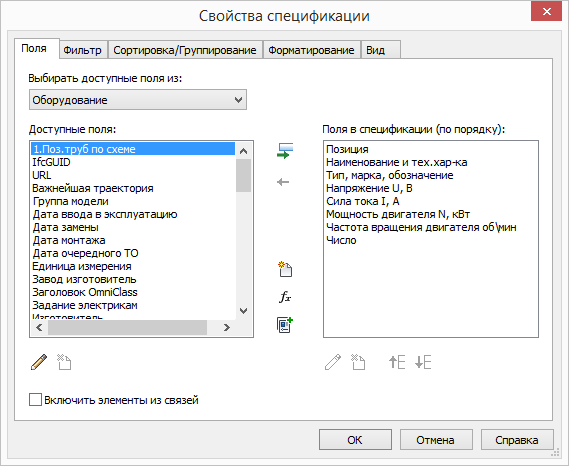 Свойства спецификации
Поля
Фильтр
Сортировка/Группирование
Форматирование
Вид
Выбирать доступные поля из:
Оборудование
Доступные поля:
1.Поз.труб по схеме
IfcGUID
URL
Важнейшая траектория
Группа модели
Дата ввода в эксплуатацию
Дата замены
Дата монтажа
Дата очередного ТО
Единица измерения
Завод изготовитель
Заголовок OmniClass
Задание электрикам
Изготовитель
fx
Поля в спецификации (по порядку):
Позиция
Наименование и тех.хар-ка
Тип, марка, обозначение
Напряжение U, В
Сила тока I, А
Мощность двигателя N, кВт
Частота вращения двигателя об\мин
Число
Включить элементы из связей
ОК
Отмена
Справка